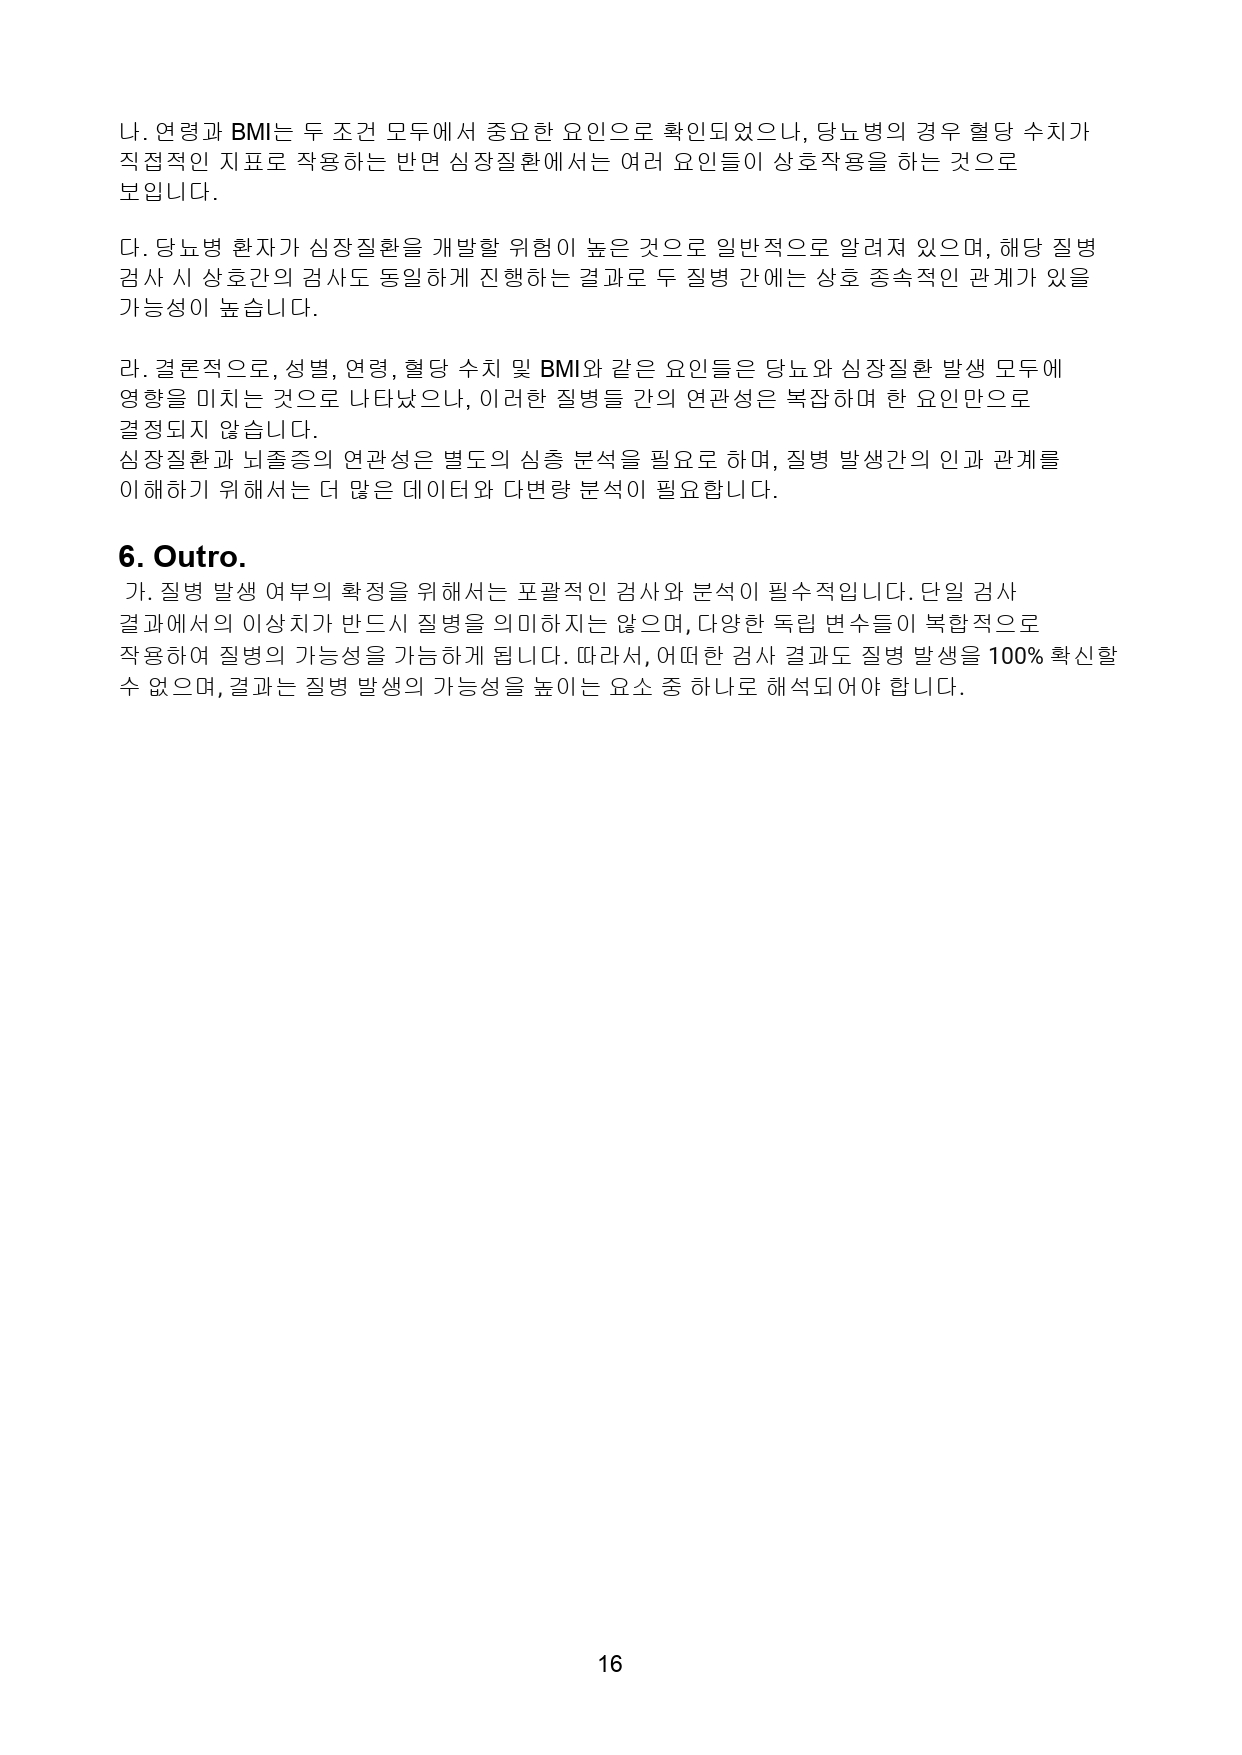 나. 연령과 BMI는 두 조건 모두에서 중요한 요인으로 확인되었으나, 당뇨병의 경우 혈당 수치가
직접적인 지표로 작용하는 반면 심장질환에서는 여러 요인들이 상호작용을 하는 것으로
보입니다.
다. 당뇨병 환자가 심장질환을 개발할 위험이 높은 것으로 일반적으로 알려져 있으며, 해당 질병
검사 시 상호간의 검사도 동일하게 진행하는 결과로 두 질병 간에는 상호 종속적인 관계가 있을
가능성이 높습니다.
라. 결론적으로, 성별, 연령, 혈당 수치 및 BMI와 같은 요인들은 당뇨와 심장질환 발생 모두에
영향을 미치는 것으로 나타났으나, 이러한 질병들 간의 연관성은 복잡하며 한 요인만으로
결정되지 않습니다.
심장질환과 뇌졸증의 연관성은 별도의 심층 분석을 필요로 하며, 질병 발생간의 인과 관계를
이해하기 위해서는 더 많은 데이터와 다변량 분석이 필요합니다.
6. Outro.
가. 질병 발생 여부의 확정을 위해서는 포괄적인 검사와 분석이 필수적입니다. 단일 검사
결과에서의 이상치가 반드시 질병을 의미하지는 않으며, 다양한 독립 변수들이 복합적으로
작용하여 질병의 가능성을 가늠하게 됩니다. 따라서, 어떠한 검사 결과도 질병 발생을 100% 확신할
수 없으며, 결과는 질병 발생의 가능성을 높이는 요소 중 하나로 해석되어야 합니다.
16